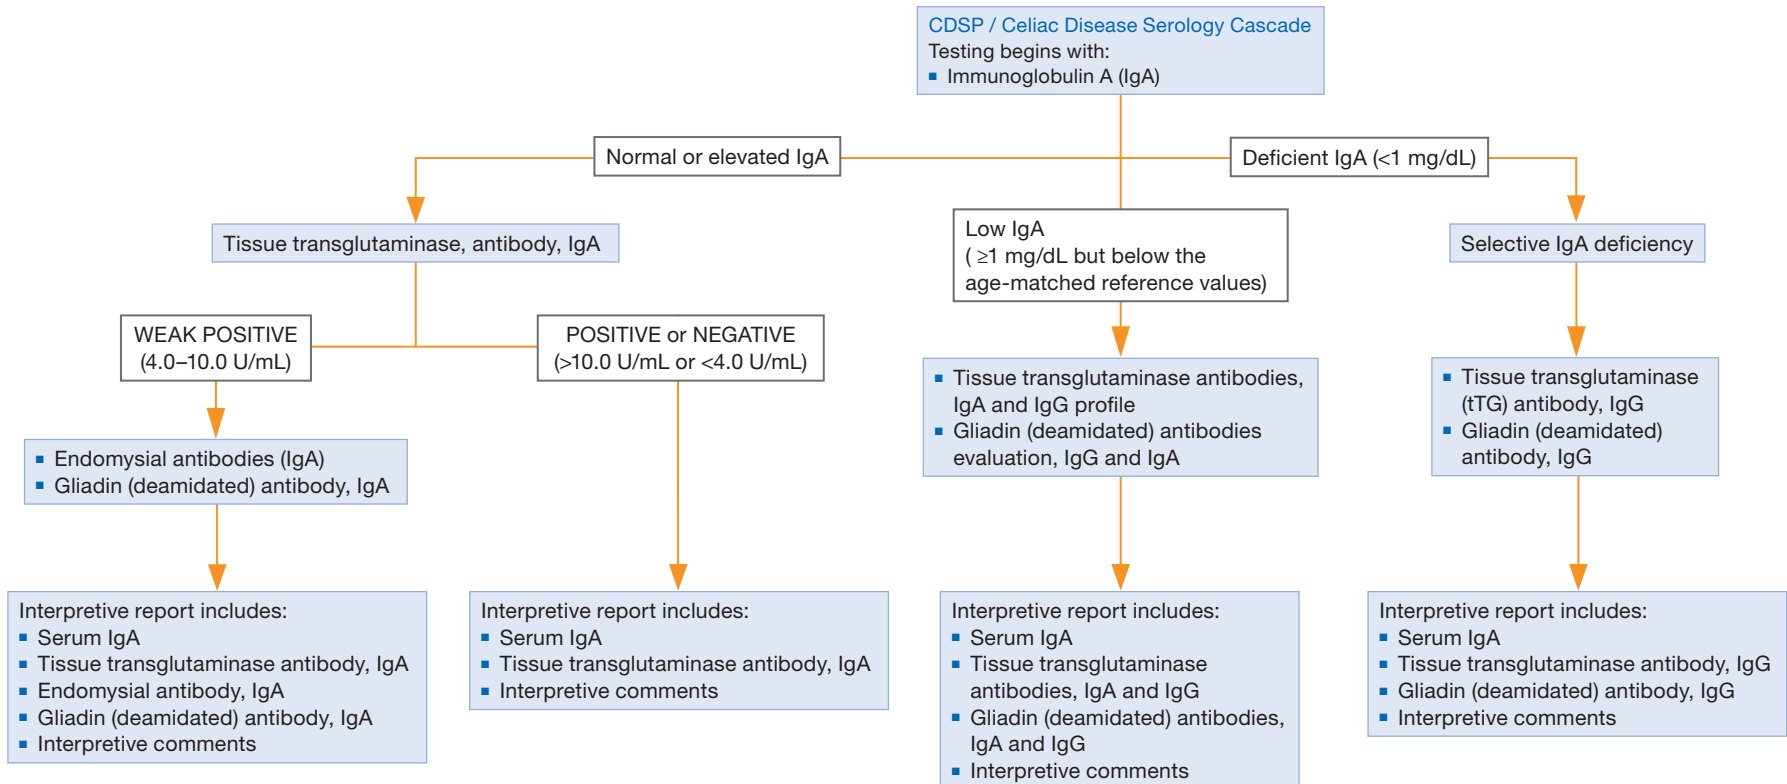 CDSP / Celiac Disease Serology Cascade
Testing begins with:
▪ Immunoglobulin A (IgA)
Normal or elevated IgA
Deficient IgA (<1 mg/dL)
Low IgA
( ≥1 mg/dL but below the
age-matched reference values)
Tissue transglutaminase, antibody, IgA
Selective IgA deficiency
WEAK POSITIVE
(4.0–10.0 U/mL)
POSITIVE or NEGATIVE
(>10.0 U/mL or <4.0 U/mL)
▪ Tissue transglutaminase antibodies,
IgA and IgG profile
▪ Gliadin (deamidated) antibodies
evaluation, IgG and IgA
▪ Tissue transglutaminase
(tTG) antibody, IgG
▪ Gliadin (deamidated)
antibody, IgG
▪ Endomysial antibodies (IgA)
▪ Gliadin (deamidated) antibody, IgA
Interpretive report includes:
▪ Serum IgA
▪ Tissue transglutaminase antibody, IgA
▪ Endomysial antibody, IgA
▪ Gliadin (deamidated) antibody, IgA
▪ Interpretive comments
Interpretive report includes:
▪ Serum IgA
▪ Tissue transglutaminase antibody, IgA
▪ Interpretive comments
Interpretive report includes:
▪ Serum IgA
▪ Tissue transglutaminase
antibodies, IgA and IgG
▪ Gliadin (deamidated) antibodies,
IgA and IgG
▪ Interpretive comments
Interpretive report includes:
▪ Serum IgA
▪ Tissue transglutaminase antibody, IgG
▪ Gliadin (deamidated) antibody, IgG
▪ Interpretive comments